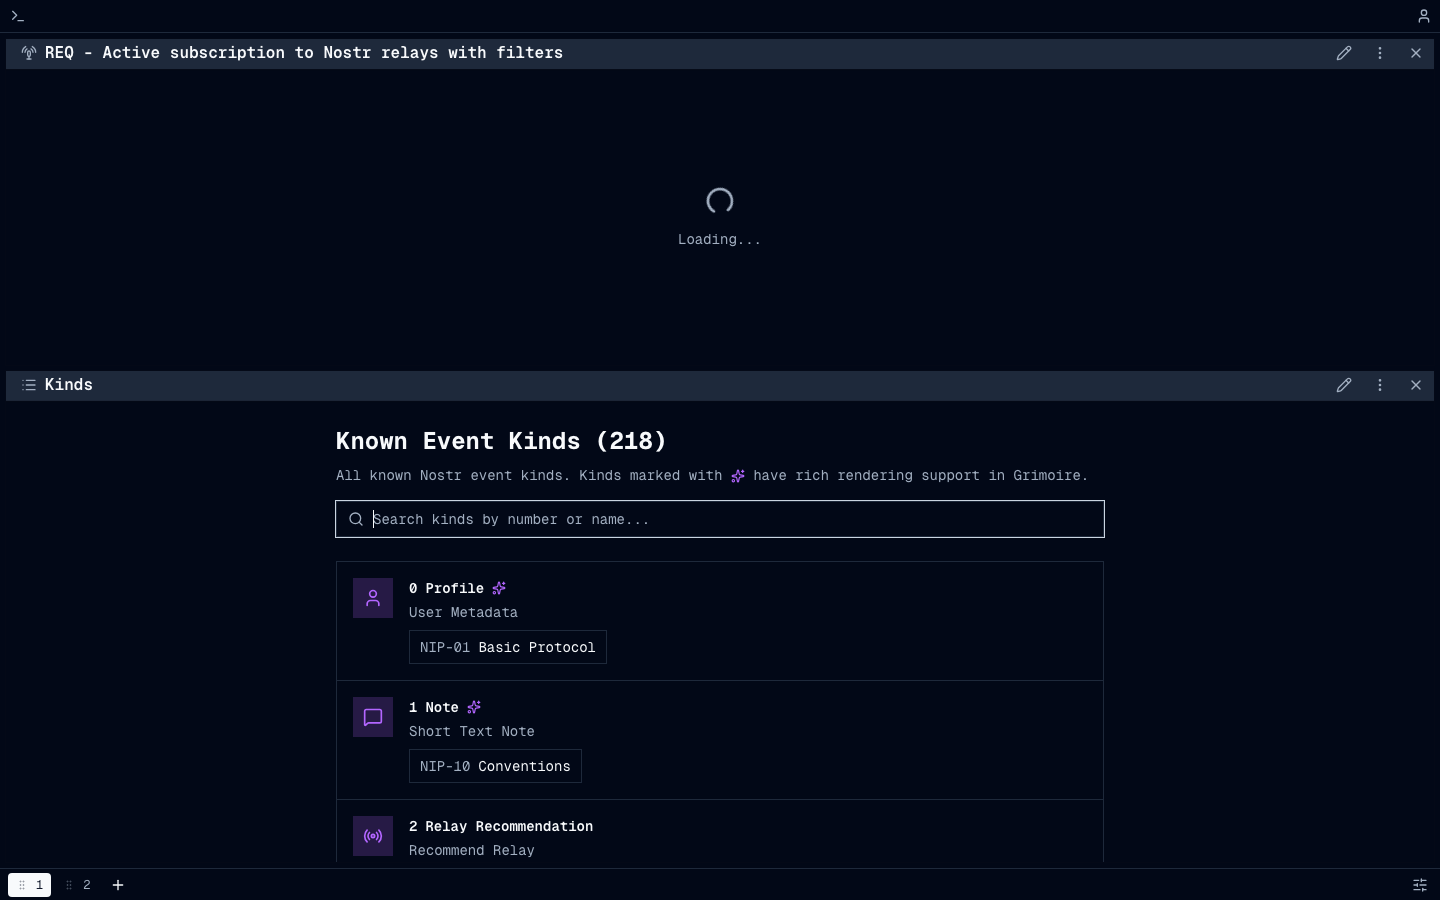 REQ - Active subscription to Nostr relays with filters
Loading...
Kinds
Known Event Kinds (218)
All known Nostr event kinds. Kinds marked with have rich rendering support in Grimoire.
Search kinds by number or name...
0 Profile
User Metadata
NIP-01 Basic Protocol
1 Note
Short Text Note
NIP-10 Conventions
2 Relay Recommendation
Recommend Relay
1 2